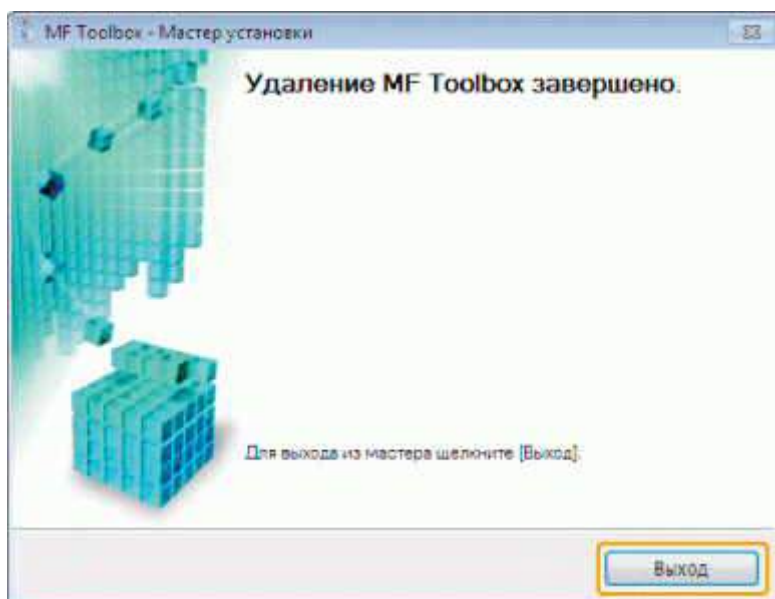 MF Toolbox - Мастер установки
Удаление MF Toolbox завершено.
Для выхода из мастера щелкните [Выход].
Выход